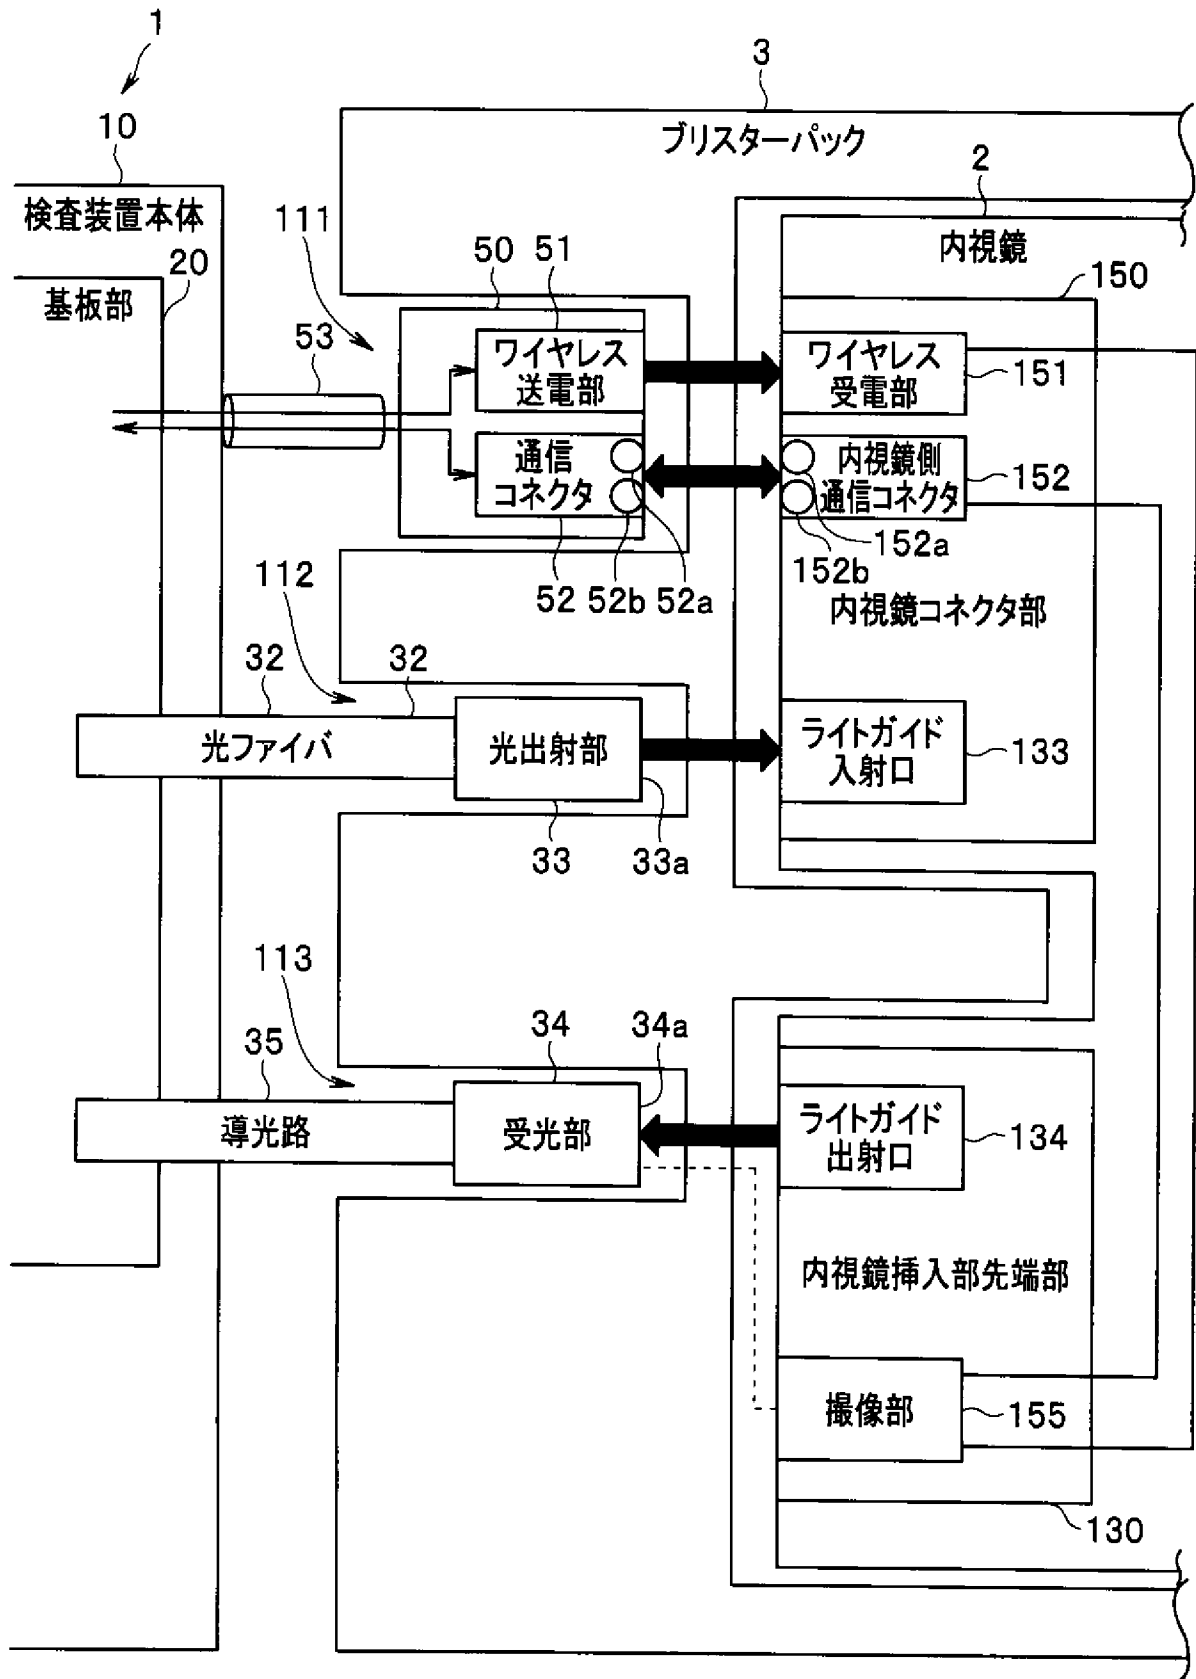 1
3
ブリスターパック
10
検査装置本体
2
内視鏡
111
20
基板部
50
51
150
53
ワイヤレス
送電部
ワイヤレス
受電部
151
通信
コネクタ
内視鏡側
通信コネクタ
152
152a
152b
52
52b
52a
内視鏡コネクタ部
112
32
32
光ファイバ
光出射部
ライトガイド
入射口
133
33
33a
113
34
34a
35
導光路
受光部
ライトガイド
出射口
134
内視鏡挿入部先端部
撮像部
155
130